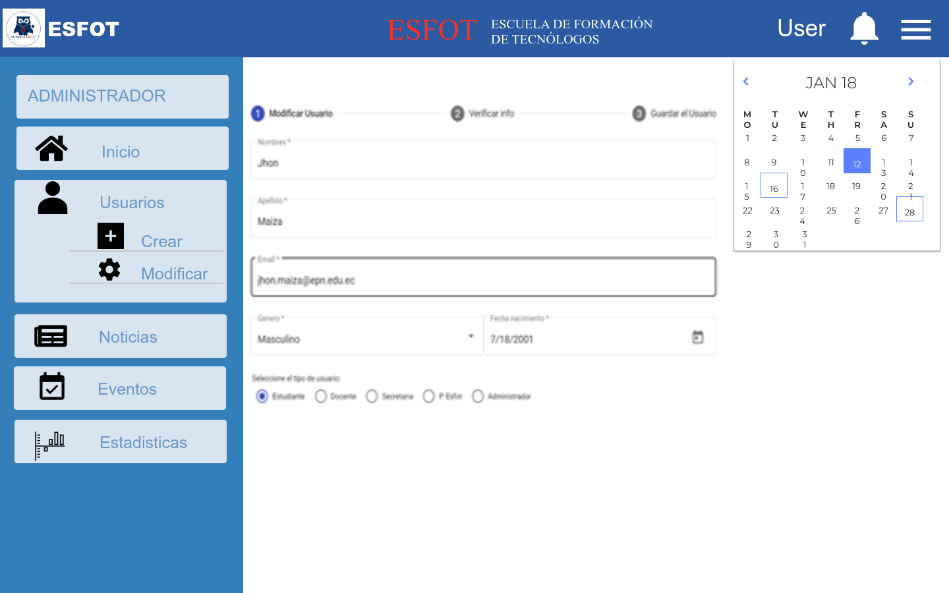 ESFOT
ESFOT ESCUELA DE FORMACIÓN
DE TECNÓLOGOS
User
ADMINISTRADOR
Inicio
Usuarios
Crear
Modificar
Noticias
Eventos
Estadisticas
1 Modificar Usuario 2 Verificar info 3 Guardar el Usuario
Nombres *
Jhon
Apellido *
Maiza
Email *
jhon.maiza@epn.edu.ec
Genero * Fecha nacimiento *
Masculino 7/18/2001
Seleccione el tipo de usuario:
Estudiante Docente Secretaria P. Esfot Administrador
JAN 18
MO TU WE TH FR SA SU
1 2 3 4 5 6 7
8 9 10 11 12 13 14
15 16 17 18 19 20 21
22 23 24 25 26 27 28
29 30 31